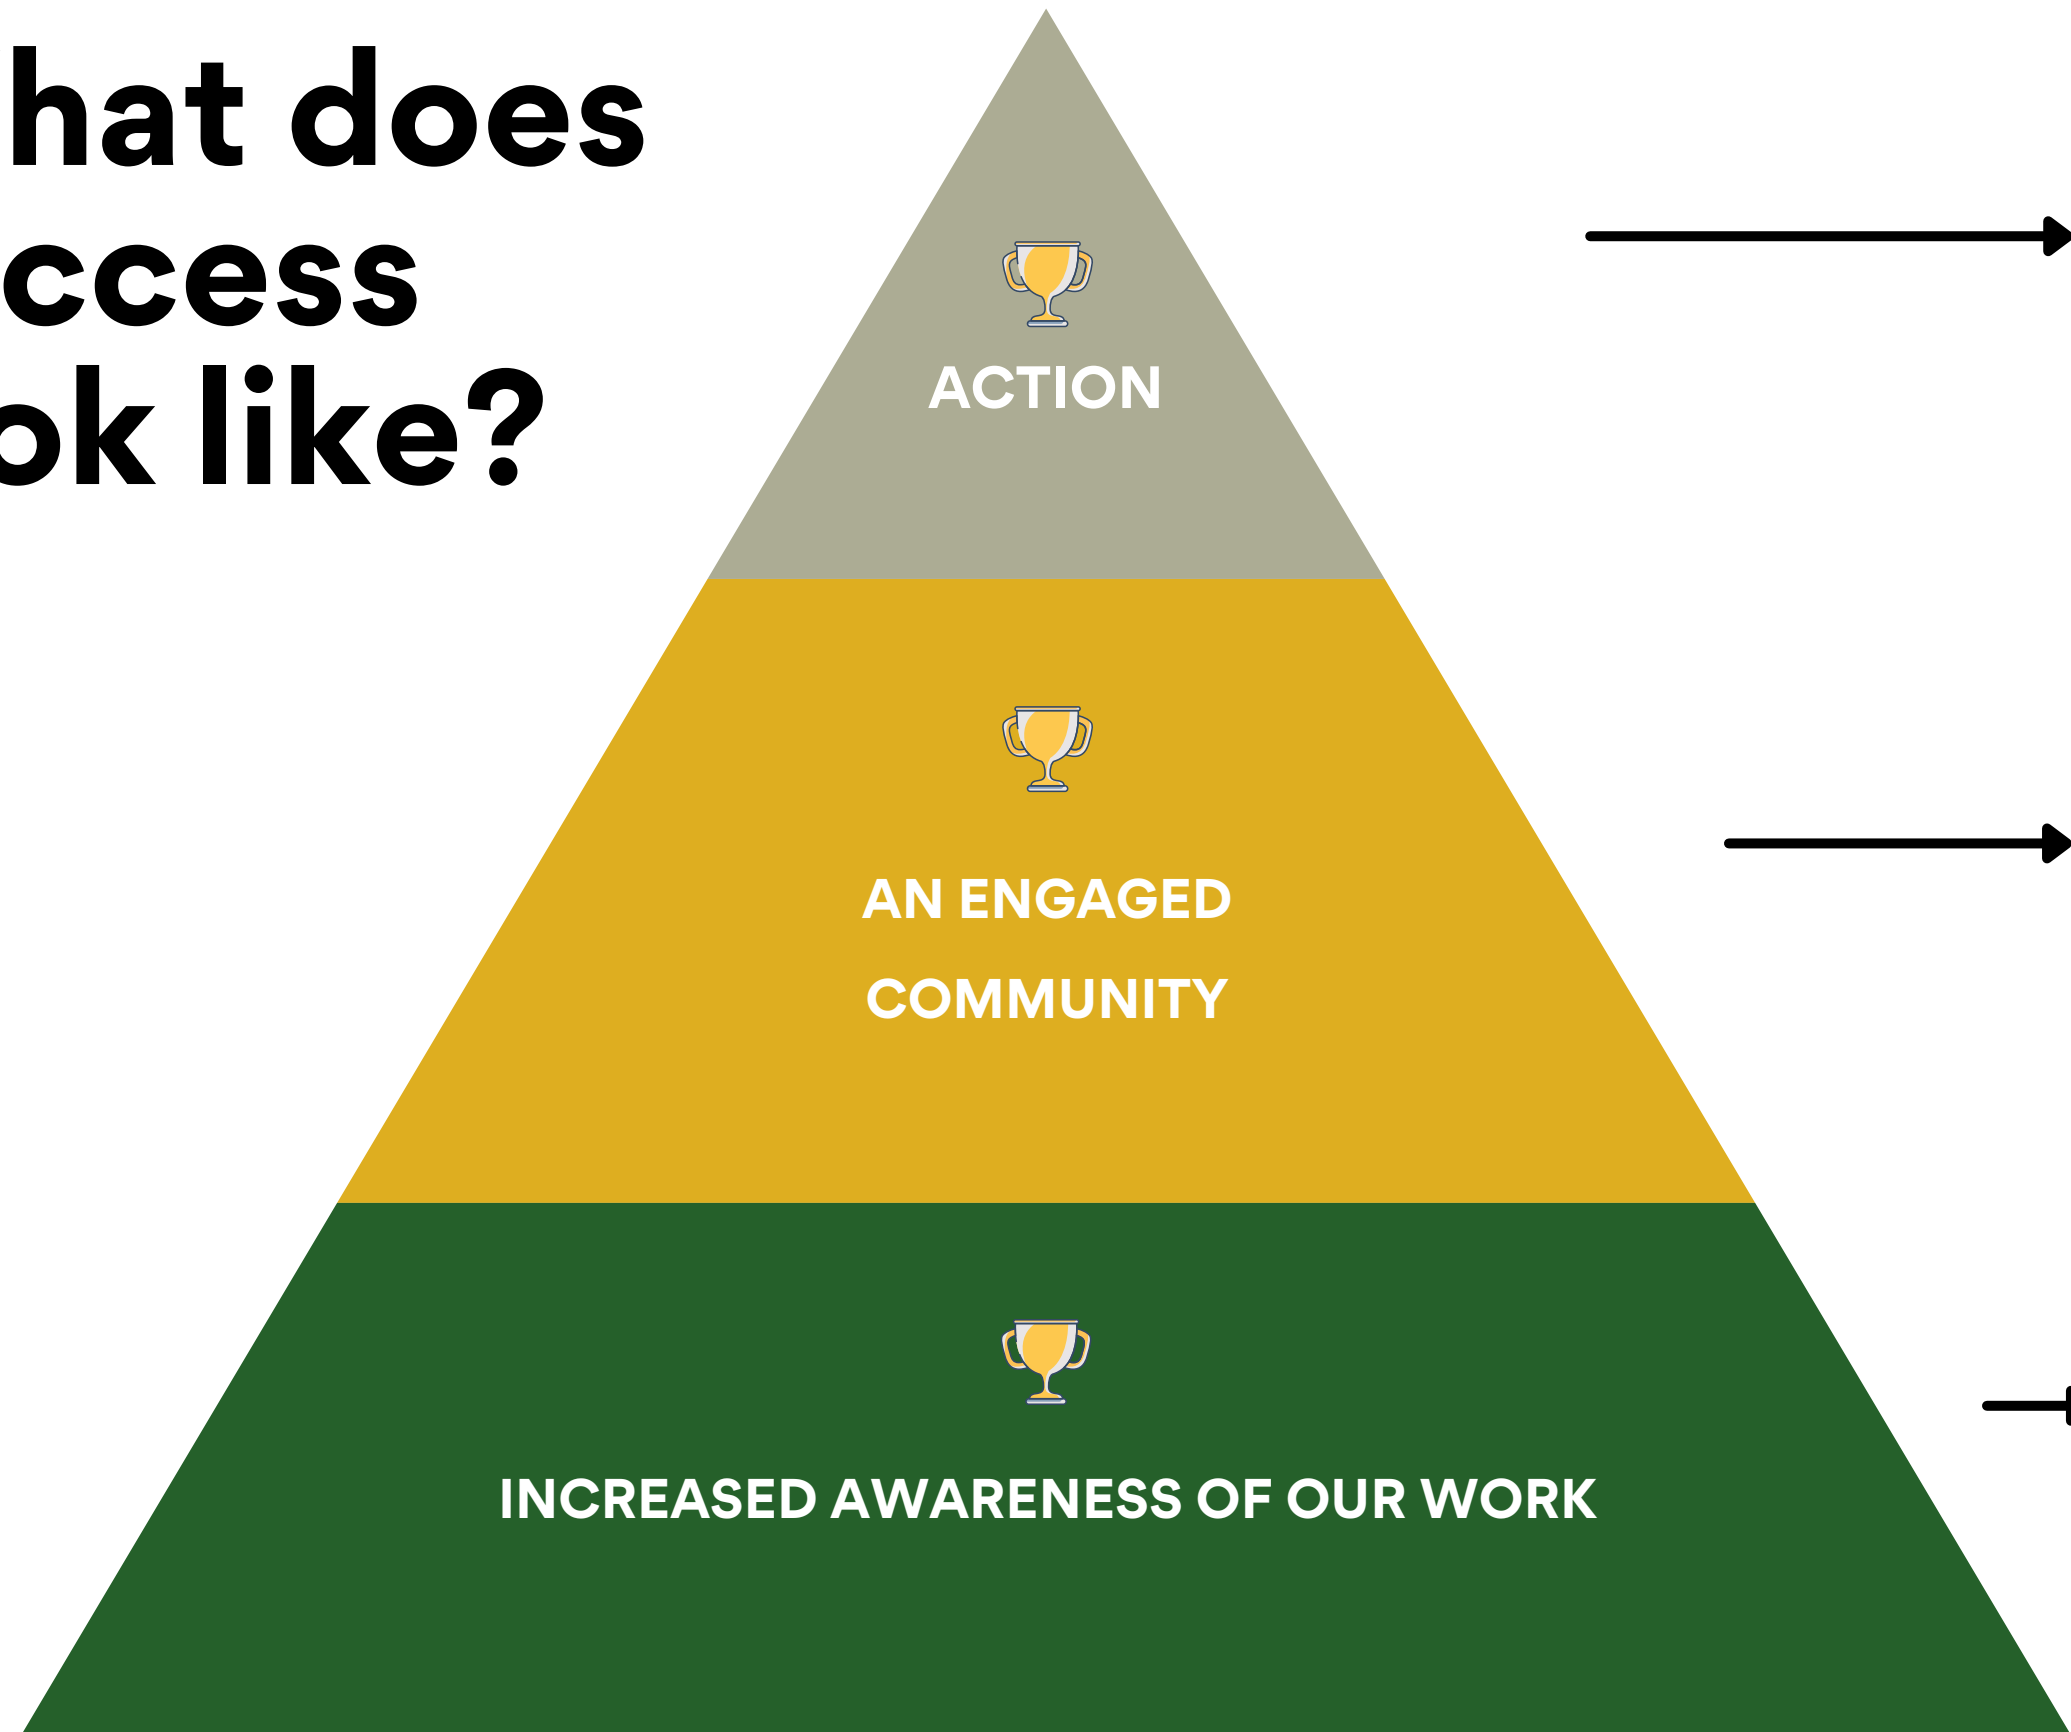 hat does
ccess
ok like?
ACTION
AN ENGAGED
COMMUNITY
INCREASED AWARENESS OF OUR WORK